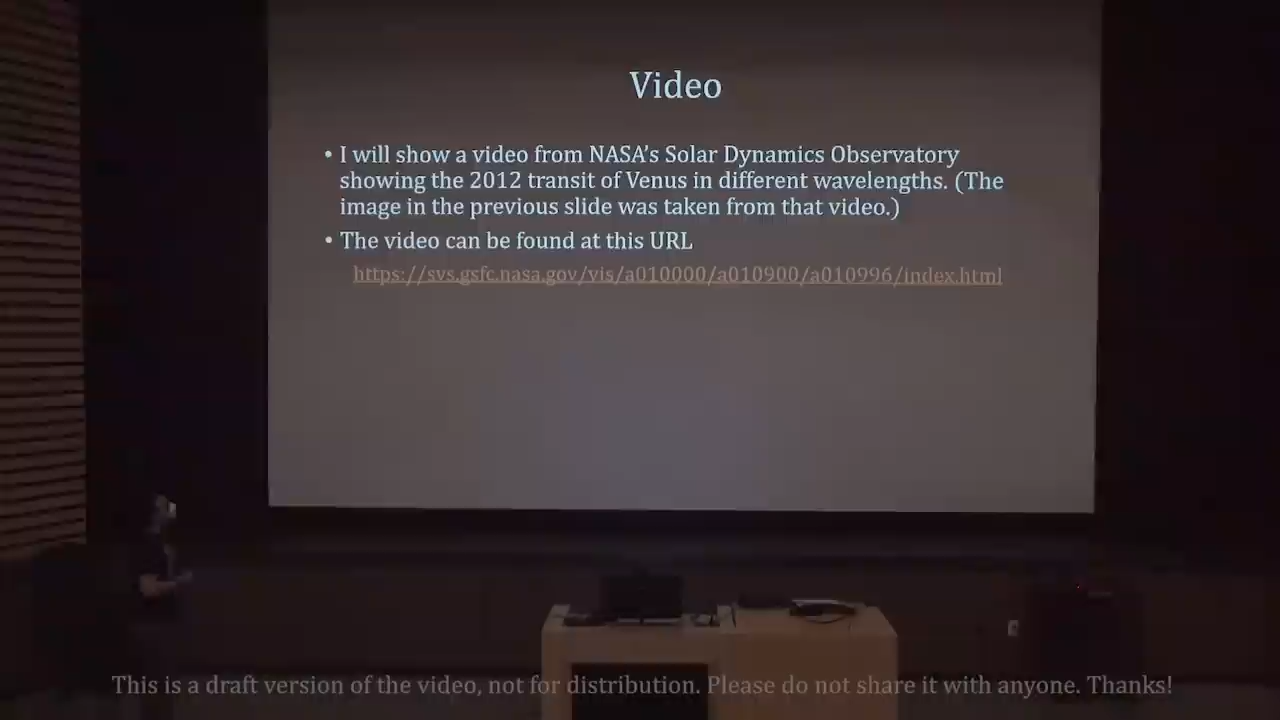 Video
• I will show a video from NASA's Solar Dynamics Observatory
showing the 2012 transit of Venus in different wavelengths. (The
image in the previous slide was taken from that video.)
• The video can be found at this URL
https://svs.gsfc.nasa.gov/vis/a010000/a010900/a010996/index.html
This is a draft version of the video, not for distribution. Please do not share it with anyone. Thanks!